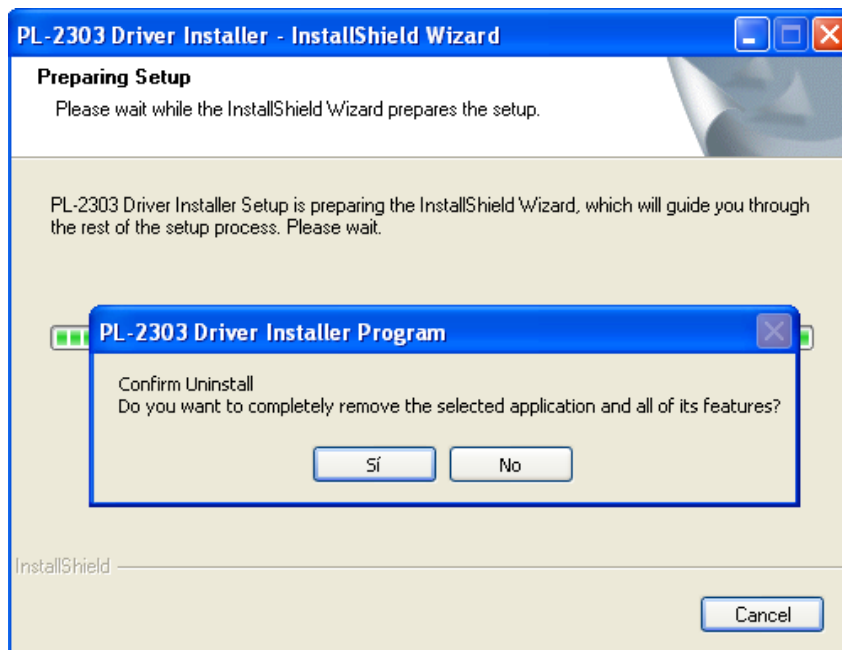 PL-2303 Driver Installer - InstallShield Wizard
Preparing Setup
Please wait while the InstallShield Wizard prepares the setup.
PL-2303 Driver Installer Setup is preparing the InstallShield Wizard, which will guide you through
the rest of the setup process. Please wait.
PL-2303 Driver Installer Program
Confirm Uninstall
Do you want to completely remove the selected application and all of its features?
Sí
No
InstallShield
Cancel